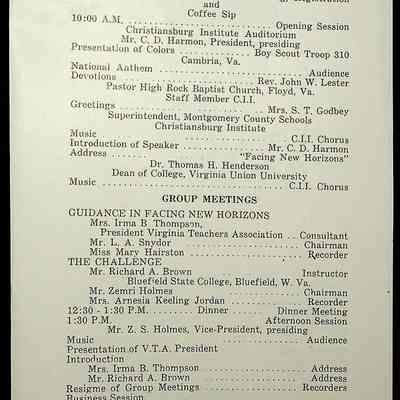 Registration
and
Coffee Sip
10:00 A.M. Opening Session
Christiansburg Institute Auditorium
Mr. C. D. Harmon, President, presiding
Presentation of Colors Boy Scout Troop 310
Cambria, Va.
National Anthem Audience
Devotions Rev. John W. Lester
Pastor High Rock Baptist Church, Floyd, Va.
Staff Member C.I.I.
Greetings Mrs. S. T. Godbey
Superintendent, Montgomery County Schools
Christiansburg Institute
Music C.I.I. Chorus
Introduction of Speaker Mr. C. D. Harmon
Address "Facing New Horizons"
Dr. Thomas H. Henderson
Dean of College, Virginia Union University
Music C.I.I. Chorus
GROUP MEETINGS
GUIDANCE IN FACING NEW HORIZONS
Mrs. Irma B. Thompson,
President Virginia Teachers Association .. Consultant
Mr. L. A. Snydor Chairman
Miss Mary Hairston Recorder
THE CHALLENGE
Mr. Richard A. Brown Instructor
Bluefield State College, Bluefield, W. Va.
Mr. Zemri Holmes Chairman
Mrs. Arnesia Keeling Jordan Recorder
12:30 - 1:30 P.M. Dinner Dinner Meeting
1:30 P.M. Afternoon Session
Mr. Z. S. Holmes, Vice-President, presiding
Music Audience
Presentation of V.T.A. President
Introduction
Mrs. Irma B. Thompson Address
Mr. Richard A. Brown Address
Resigme of Group Meetings Recorders
Business Session